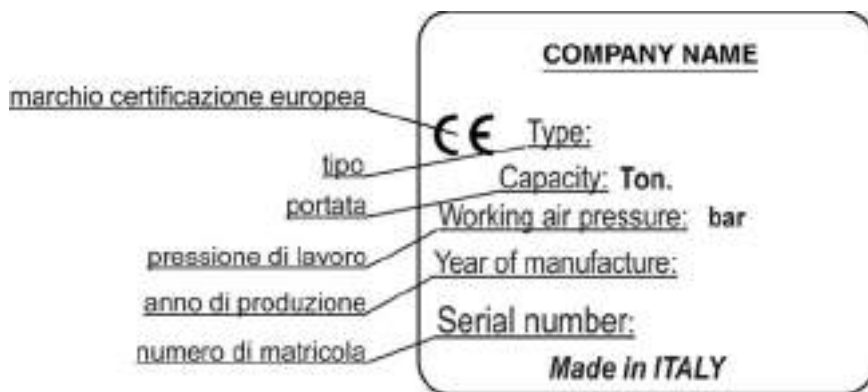 COMPANY NAME
marchio certificazione europea
CE Type:
tipo
Capacity: Ton.
portata
Working air pressure: bar
pressione di lavoro
Year of manufacture:
anno di produzione
Serial number:
numero di matricola
Made in ITALY